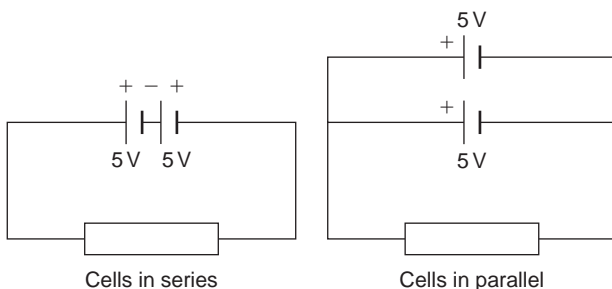 + − +
5 V 5 V
Cells in series
5 V
+
+
5 V
Cells in parallel